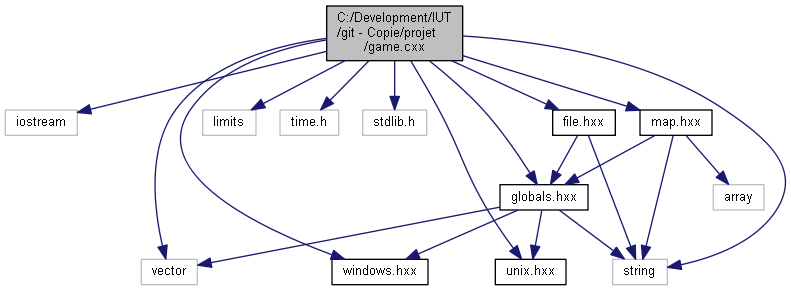 C:/Development/IUT
/git - Copie/projet
/game.cxx
iostream
limits
time.h
stdlib.h
file.hxx
map.hxx
globals.hxx
array
vector
windows.hxx
unix.hxx
string